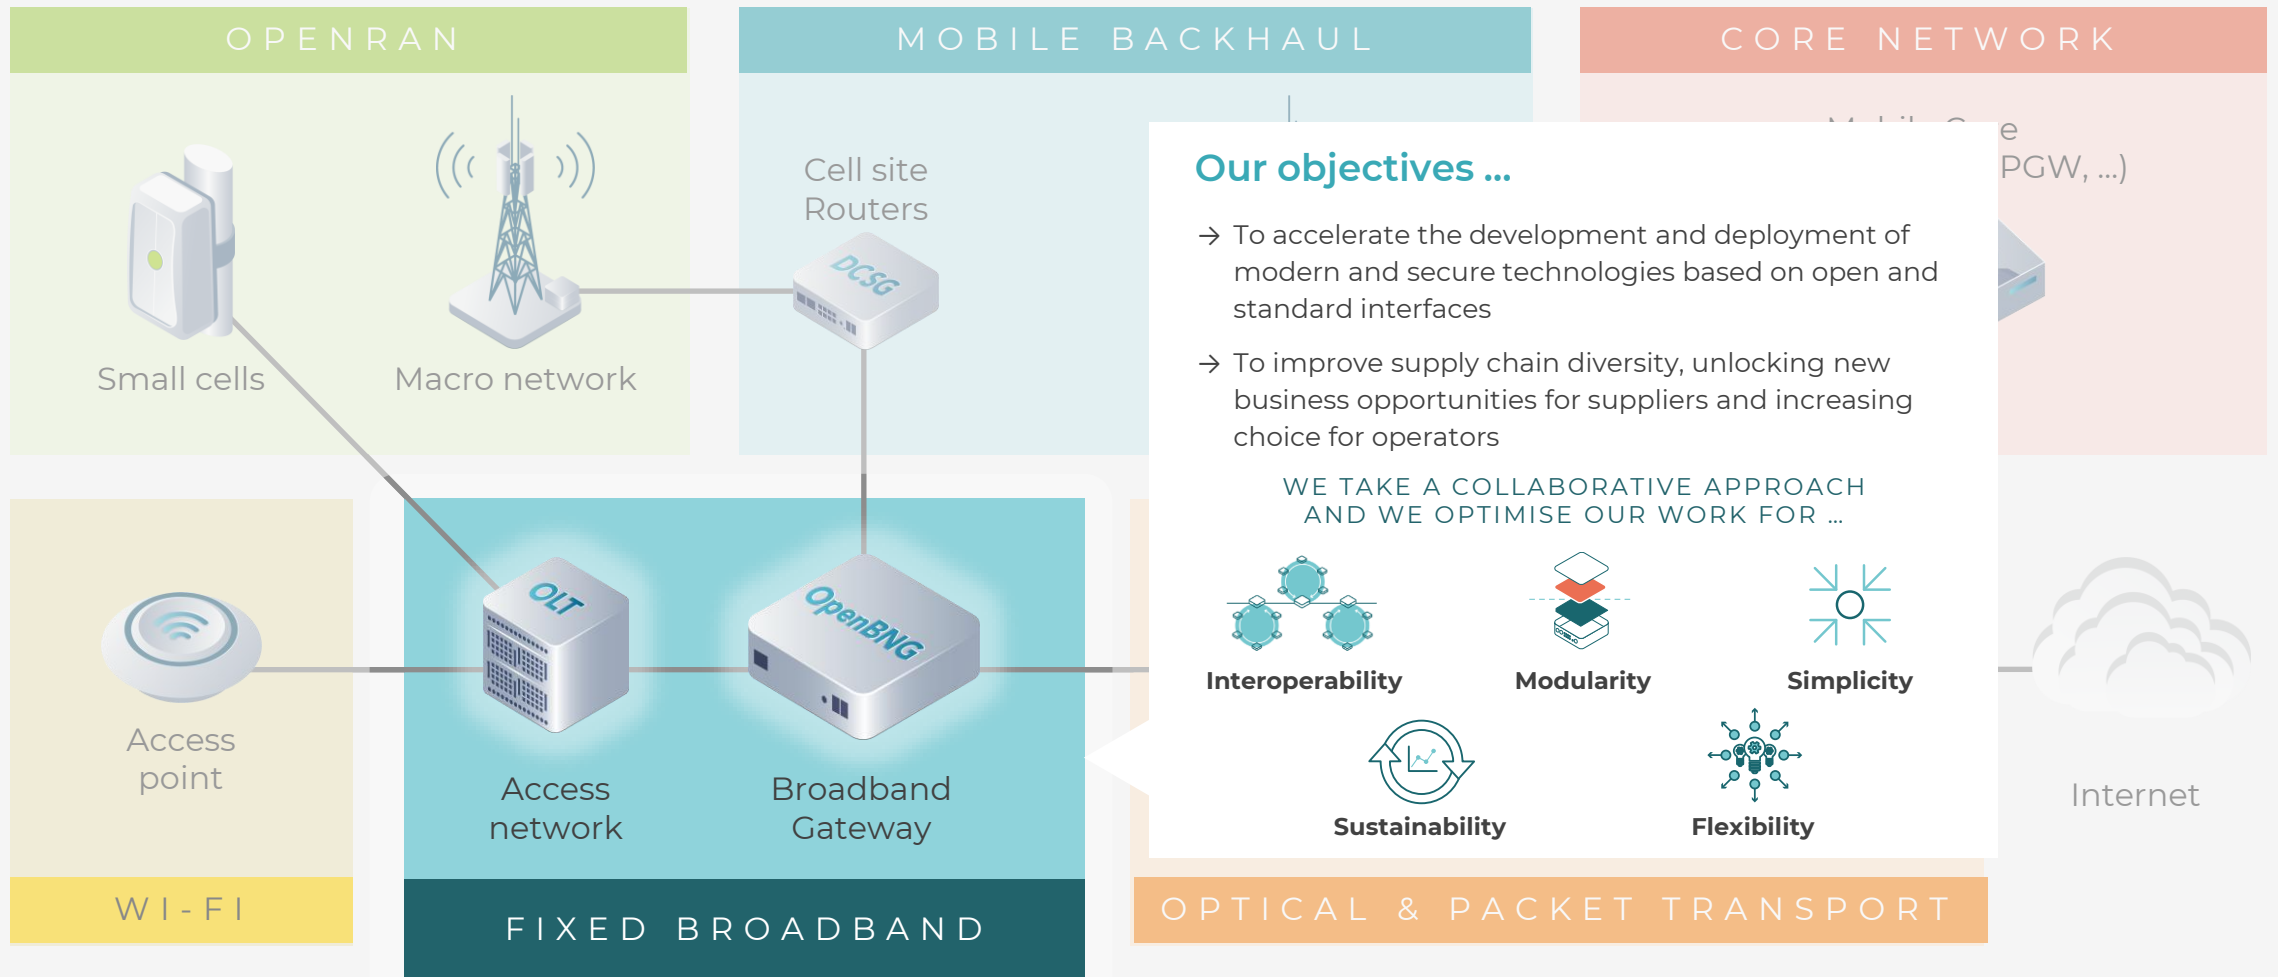 OPENRAN
MOBILE BACKHAUL
CORE NETWORK
Small cells
Macro network
Cell site
Routers
DCSG
PGW, ...)
Our objectives ...
→ To accelerate the development and deployment of
modern and secure technologies based on open and
standard interfaces
→ To improve supply chain diversity, unlocking new
business opportunities for suppliers and increasing
choice for operators
WE TAKE A COLLABORATIVE APPROACH
AND WE OPTIMISE OUR WORK FOR ...
Interoperability
Modularity
Simplicity
Sustainability
Flexibility
Access
point
WI-FI
OLT
Access
network
OpenBNG
Broadband
Gateway
FIXED BROADBAND
OPTICAL & PACKET TRANSPORT
Internet